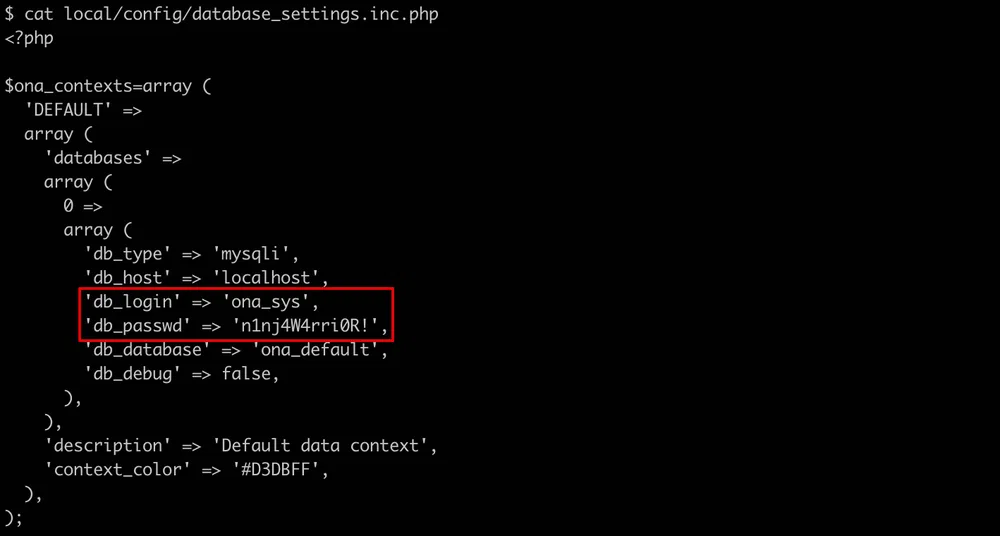 $ cat local/config/database_settings.inc.php
<?php

$ona_contexts=array (
  'DEFAULT' =>
  array (
    'databases' =>
    array (
      0 =>
      array (
        'db_type' => 'mysqli',
        'db_host' => 'localhost',
        'db_login' => 'ona_sys',
        'db_passwd' => 'n1nj4W4rri0R!',
        'db_database' => 'ona_default',
        'db_debug' => false,
      ),
    ),
    'description' => 'Default data context',
    'context_color' => '#D3DBFF',
  ),
);